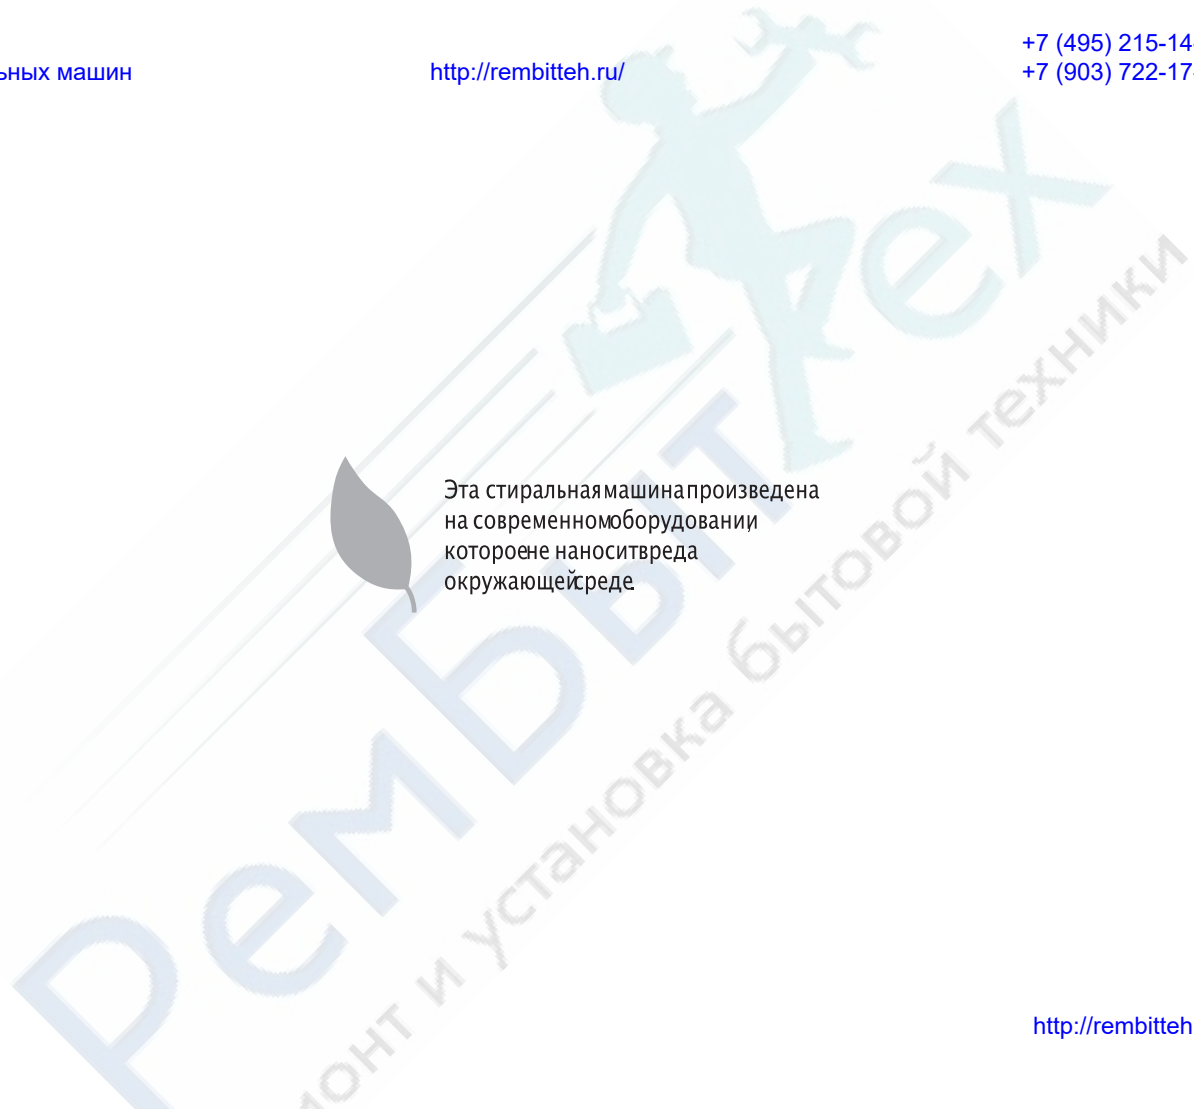 +7 (495) 215-14-
ьных машин http://rembitteh.ru/ +7 (903) 722-17-
Эта стиральная машина произведена
на современном оборудовании,
которое не наносит вреда
окружающей среде.
РемБытТех
монт и установка бытовой техники
http://rembitteh